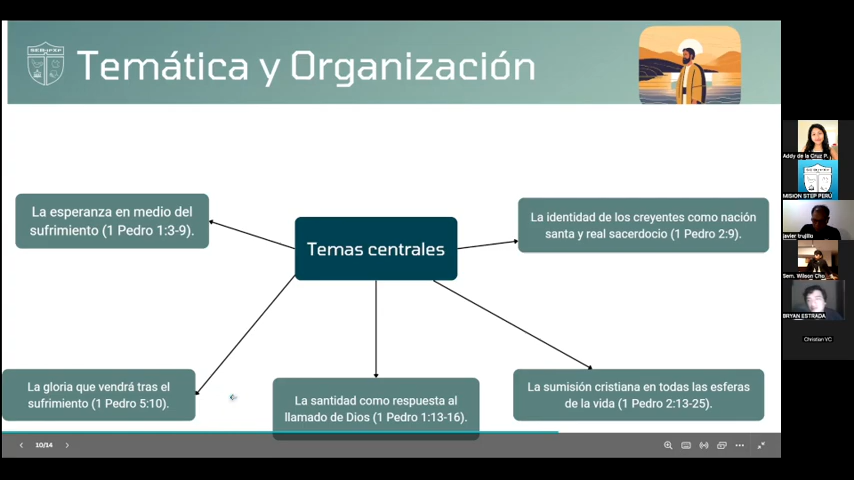 Temática y Organización
La esperanza en medio del
sufrimiento (1 Pedro 1:3-9).
Temas centrales
La identidad de los creyentes como nación
santa y real sacerdocio (1 Pedro 2:9).
La gloria que vendrá tras el
sufrimiento (1 Pedro 5:10).
La santidad como respuesta al
llamado de Dios (1 Pedro 1:13-16).
La sumisión cristiana en todas las esferas
de la vida (1 Pedro 2:13-25).
10/14
Addy de la Cruz P.
MISION STEP PERÚ
javier trujillo
Sem. Wilson Cho
BRYAN ESTRADA
Christian VC